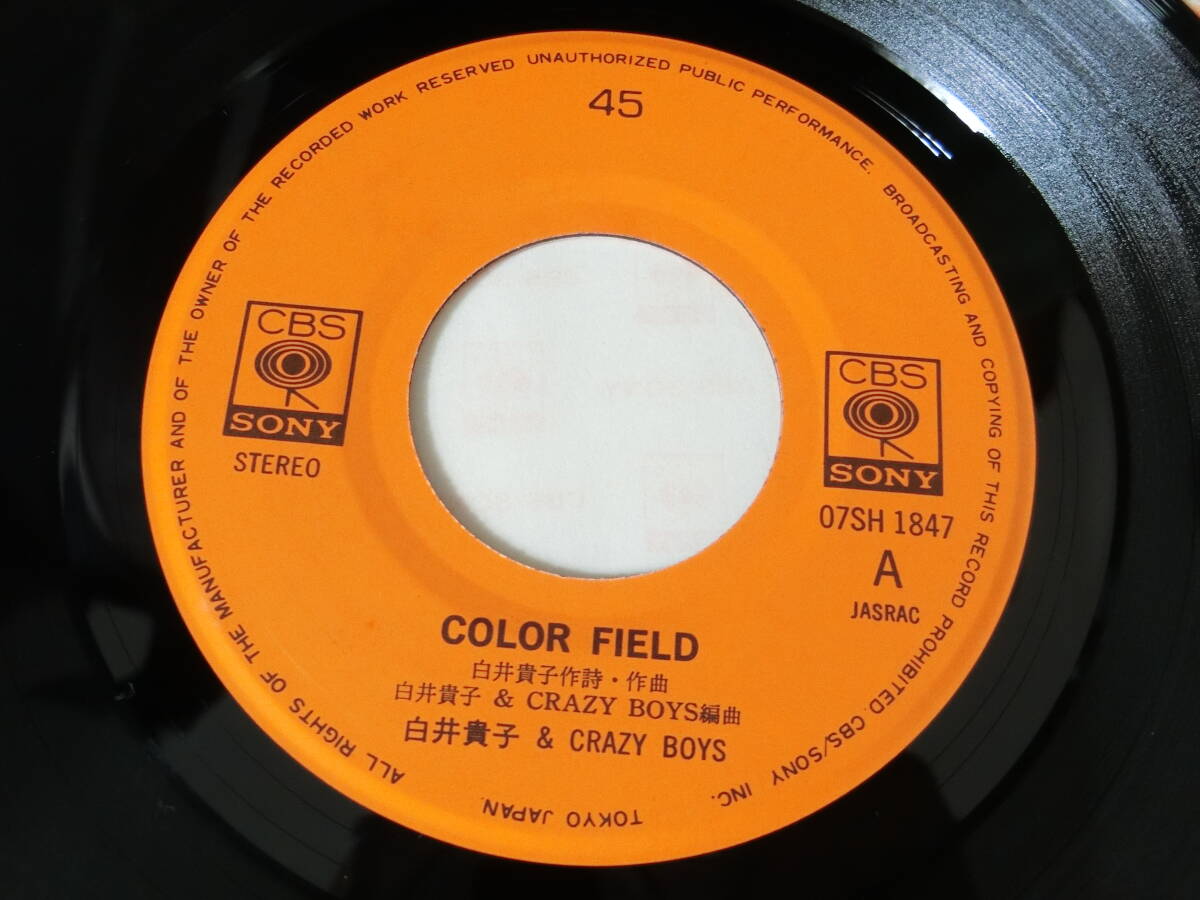 45
CBS
SONY
STEREO
CBS
SONY
07SH 1847
A
JASRAC
COLOR FIELD
白井貴子作詩・作曲
白井貴子 & CRAZY BOYS編曲
白井貴子 & CRAZY BOYS
ALL RIGHTS OF THE MANUFACTURER AND OF THE OWNER OF THE RECORDED WORK RESERVED UNAUTHORIZED PUBLIC PERFORMANCE. BROADCASTING AND COPYING OF THIS RECORD PROHIBITED. CBS/SONY INC. TOKYO JAPAN.